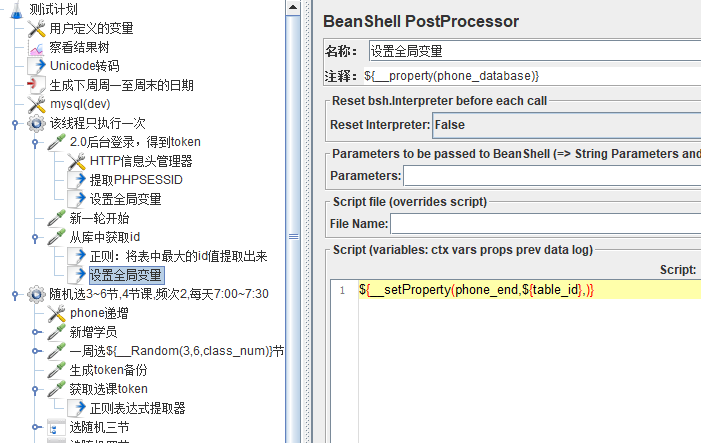 测试计划
用户定义的变量
察看结果树
Unicode转码
生成下周周一至周末的日期
mysql(dev)
该线程只执行一次
2.0后台登录，得到token
HTTP信息头管理器
提取PHPSESSID
设置全局变量
新一轮开始
从库中获取id
正则：将表中最大的id值提取出来
设置全局变量
随机选3~6节,4节课,频次2,每天7:00~7:30
phone递增
新增学员
一周选${__Random(3,6,class_num)}节
生成token备份
获取选课token
正则表达式提取器
选随机三节
BeanShell PostProcessor
名称： 设置全局变量
注释： ${__property(phone_database)}
Reset bsh.Interpreter before each call
Reset Interpreter: False
Parameters to be passed to BeanShell (=> String Parameters and
Parameters:
Script file (overrides script)
File Name:
Script (variables: ctx vars props prev data log)
Script:
1 ${__setProperty(phone_end,${table_id},)}